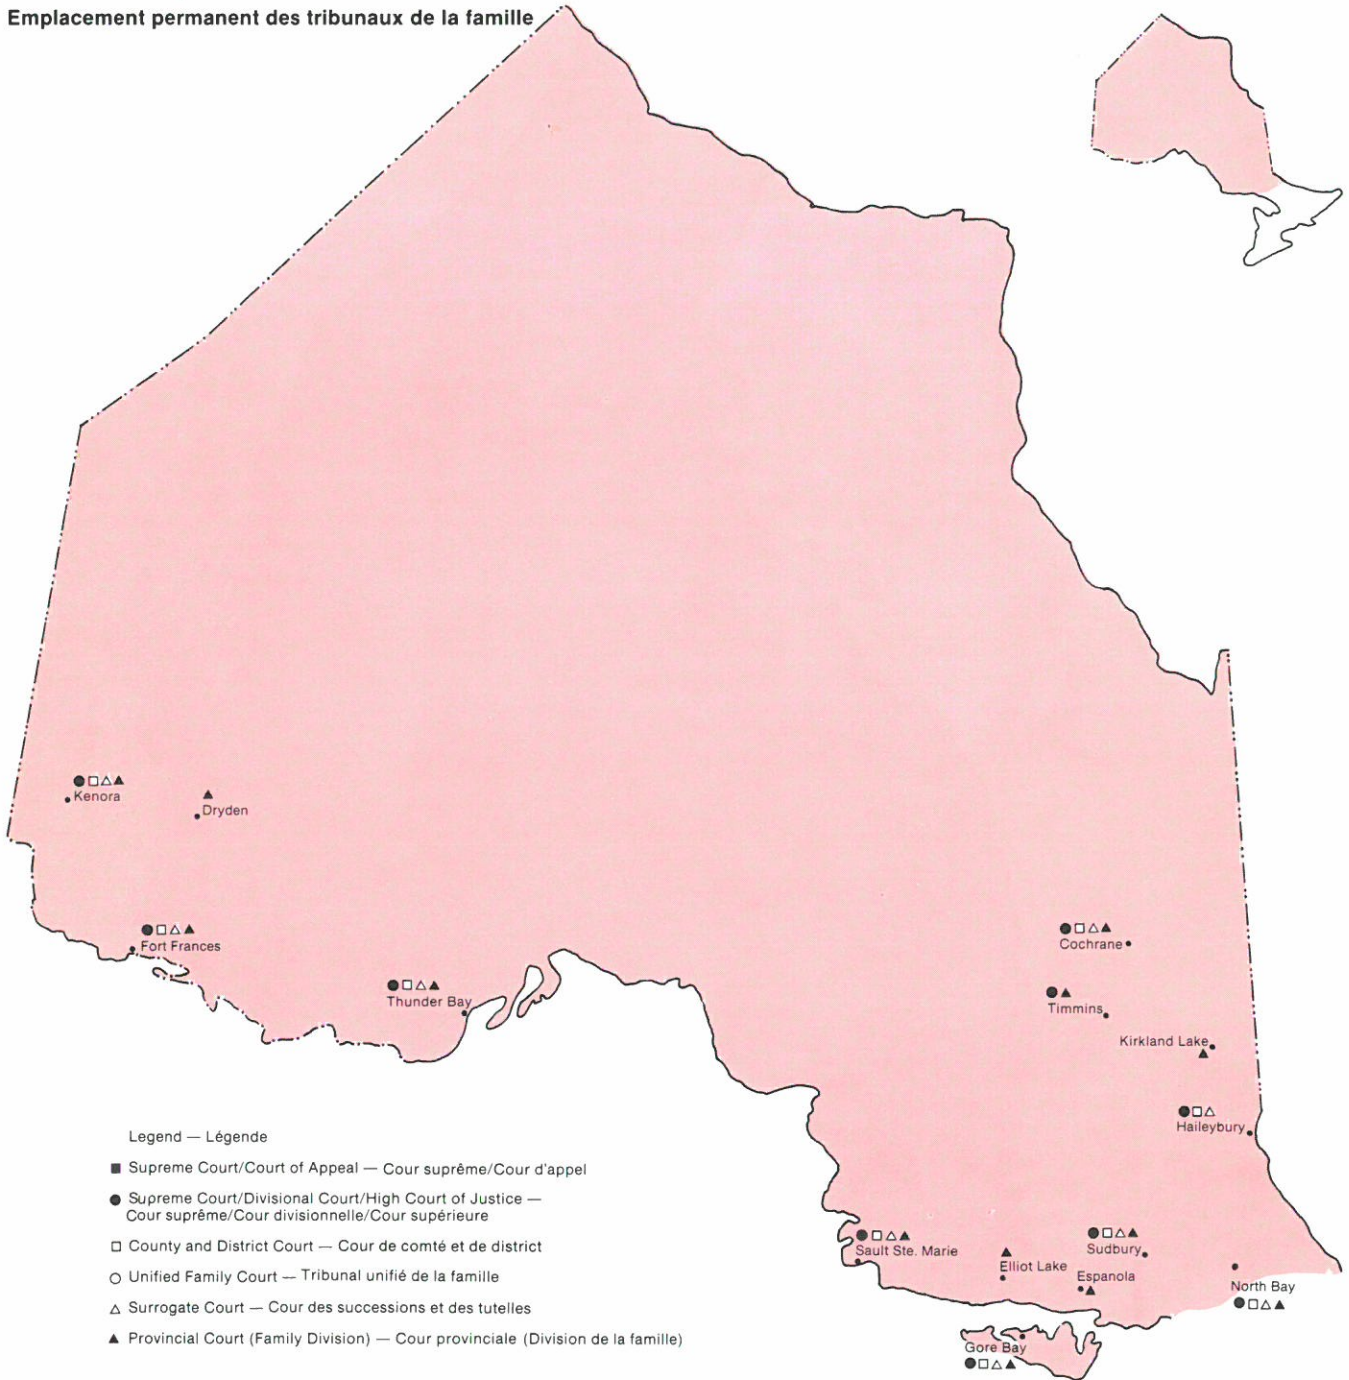 Emplacement permanent des tribunaux de la famille
Kenora
Dryden
Fort Frances
Thunder Bay
Cochrane
Timmins
Kirkland Lake
Haileybury
Sault Ste. Marie
Elliot Lake
Sudbury
Espanola
North Bay
Gore Bay
Legend — Légende
Supreme Court/Court of Appeal — Cour suprême/Cour d'appel
Supreme Court/Divisional Court/High Court of Justice —
Cour suprême/Cour divisionnelle/Cour supérieure
County and District Court — Cour de comté et de district
Unified Family Court — Tribunal unifié de la famille
Surrogate Court — Cour des successions et des tutelles
Provincial Court (Family Division) — Cour provinciale (Division de la famille)